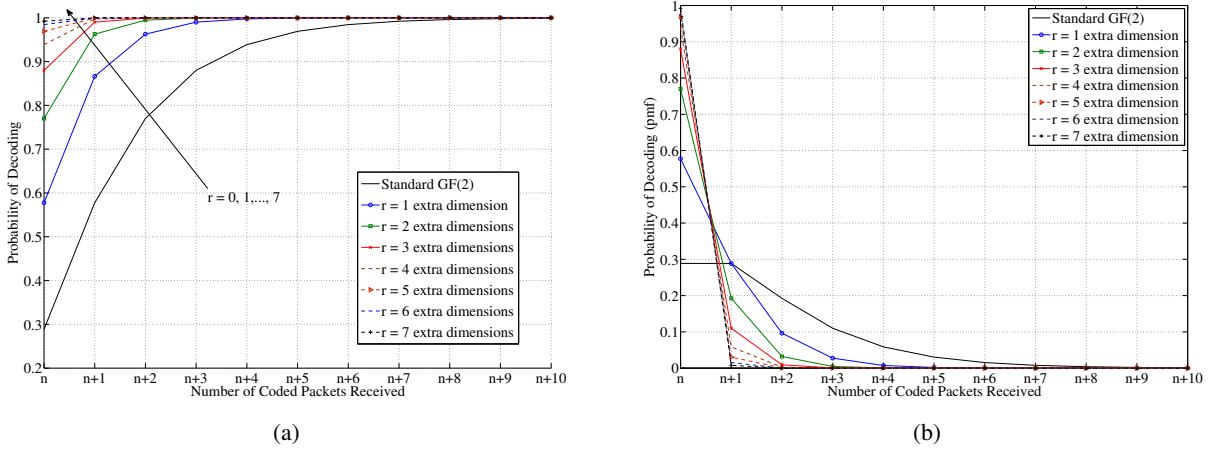 1
0.9
0.8
0.7
0.6
0.5
0.4
0.3
0.2
Probability of Decoding
r = 0, 1,..., 7
Standard GF(2)
r = 1 extra dimension
r = 2 extra dimensions
r = 3 extra dimensions
r = 4 extra dimensions
r = 5 extra dimensions
r = 6 extra dimensions
r = 7 extra dimensions
n n+1 n+2 n+3 n+4 n+5 n+6 n+7 n+8 n+9 n+10
Number of Coded Packets Received
(a)
1
0.9
0.8
0.7
0.6
0.5
0.4
0.3
0.2
0.1
0
Probability of Decoding (pmf)
Standard GF(2)
r = 1 extra dimension
r = 2 extra dimension
r = 3 extra dimension
r = 4 extra dimension
r = 5 extra dimension
r = 6 extra dimension
r = 7 extra dimension
n n+1 n+2 n+3 n+4 n+5 n+6 n+7 n+8 n+9 n+10
Number of Coded Packets Received
(b)